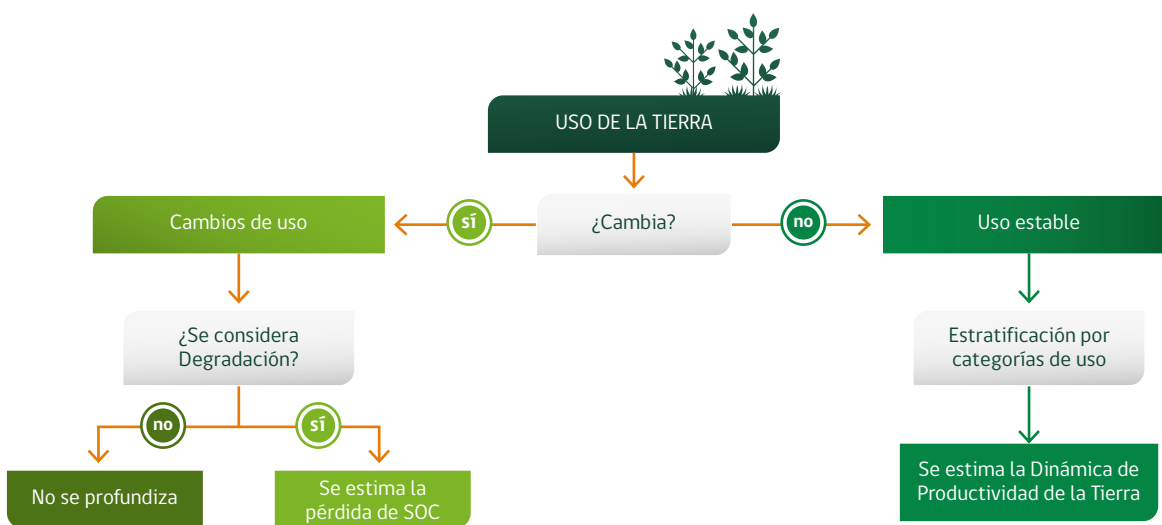 USO DE LA TIERRA
Cambios de uso
sí
¿Cambia?
no
Uso estable
¿Se considera
Degradación?
Estratificación por
categorías de uso
no
sí
No se profundiza
Se estima la
pérdida de SOC
Se estima la Dinámica de
Productividad de la Tierra